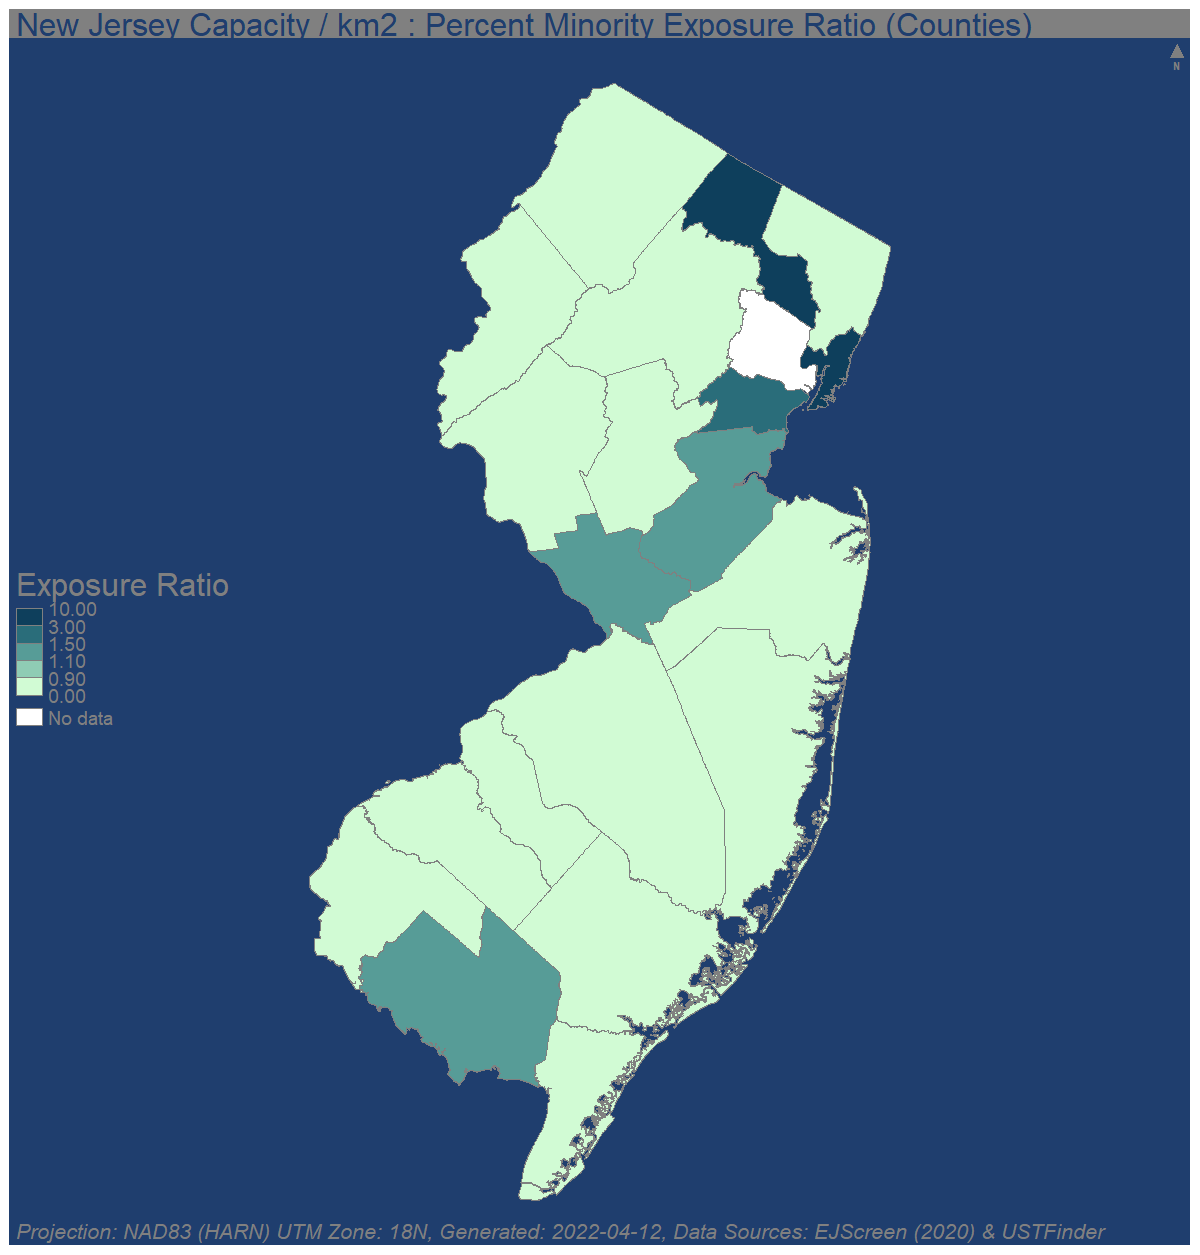 New Jersey Capacity / km2 : Percent Minority Exposure Ratio (Counties)
N
Exposure Ratio
10.00
3.00
1.50
1.10
0.90
0.00
No data
Projection: NAD83 (HARN) UTM Zone: 18N, Generated: 2022-04-12, Data Sources: EJScreen (2020) & USTFinder